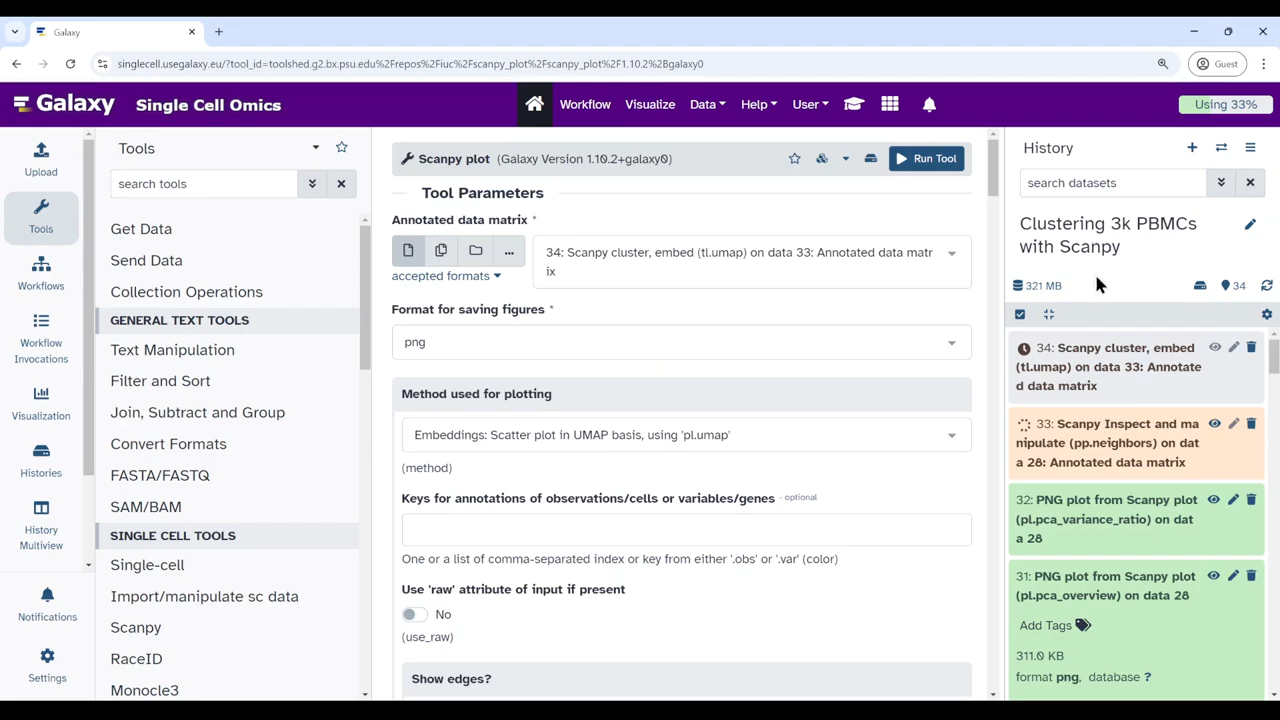 Galaxy
singlecell.usegalaxy.eu/?tool_id=toolshed.g2.bx.psu.edu%2Frepos%2Fiuc%2Fscanpy_plot%2Fscanpy_plot%2F1.10.2%2Bgalaxy0
Guest
Galaxy Single Cell Omics
Workflow Visualize Data Help User
Using 33%
Upload
Tools
Workflows
Workflow
Invocations
Visualization
Histories
History
Multiview
Notifications
Settings
Tools
search tools
Get Data
Send Data
Collection Operations
GENERAL TEXT TOOLS
Text Manipulation
Filter and Sort
Join, Subtract and Group
Convert Formats
FASTA/FASTQ
SAM/BAM
SINGLE CELL TOOLS
Single-cell
Import/manipulate sc data
Scanpy
RaceID
Monocle3
Scanpy plot (Galaxy Version 1.10.2+galaxy0)
Run Tool
Tool Parameters
Annotated data matrix *
34: Scanpy cluster, embed (tl.umap) on data 33: Annotated data matr
ix
accepted formats
Format for saving figures *
png
Method used for plotting
Embeddings: Scatter plot in UMAP basis, using 'pl.umap'
(method)
Keys for annotations of observations/cells or variables/genes - optional
One or a list of comma-separated index or key from either '.obs' or '.var' (color)
Use 'raw' attribute of input if present
No
(use_raw)
Show edges?
History
search datasets
Clustering 3k PBMCs
with Scanpy
321 MB
34
34: Scanpy cluster, embed
(tl.umap) on data 33: Annotate
d data matrix
33: Scanpy Inspect and ma
nipulate (pp.neighbors) on dat
a 28: Annotated data matrix
32: PNG plot from Scanpy plot
(pl.pca_variance_ratio) on dat
a 28
31: PNG plot from Scanpy plot
(pl.pca_overview) on data 28
Add Tags
311.0 KB
format png, database ?